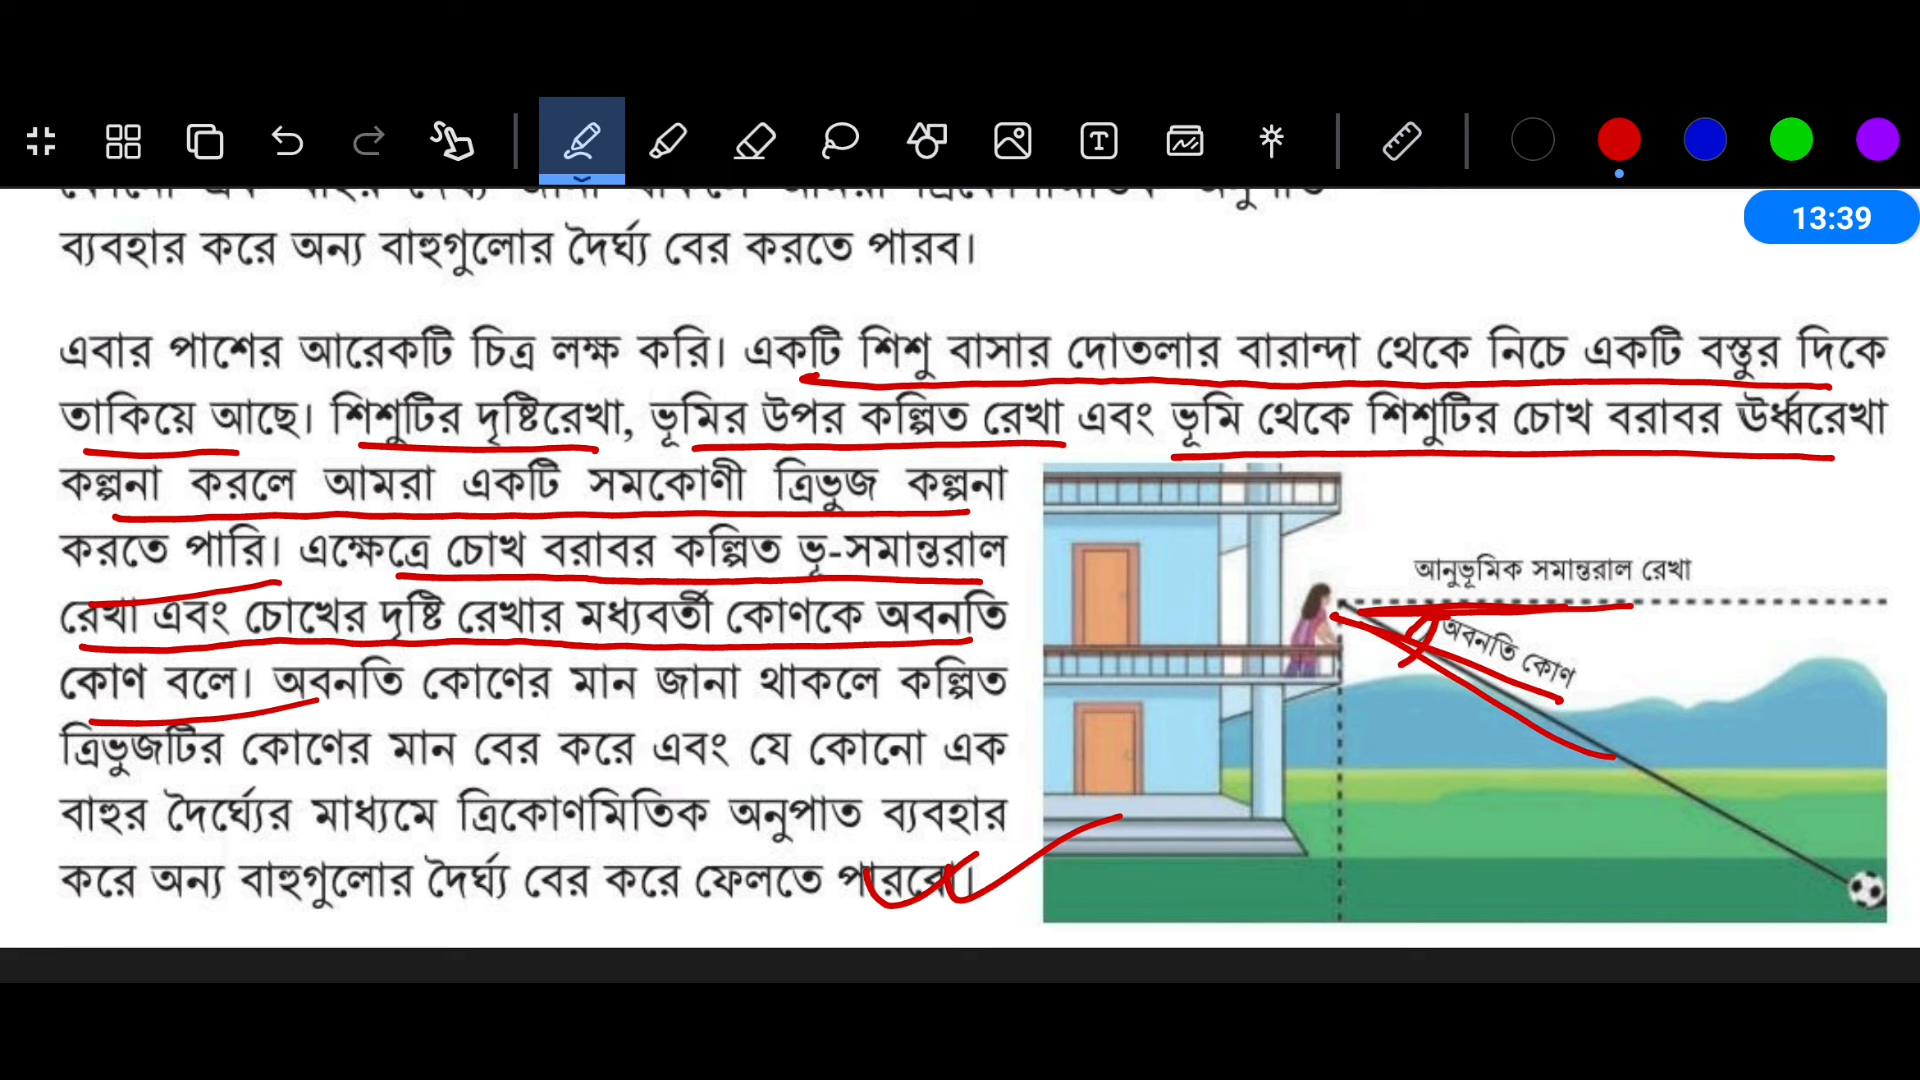 ব্যবহার করে অন্য বাহুগুলোর দৈর্ঘ্য বের করতে পারব।
13:39
এবার পাশের আরেকটি চিত্র লক্ষ করি। একটি শিশু বাসার দোতলার বারান্দা থেকে নিচে একটি বস্তুর দিকে
তাকিয়ে আছে। শিশুটির দৃষ্টিরেখা, ভূমির উপর কল্পিত রেখা এবং ভূমি থেকে শিশুটির চোখ বরাবর ঊর্ধ্বরেখা
কল্পনা করলে আমরা একটি সমকোণী ত্রিভুজ কল্পনা
করতে পারি। এক্ষেত্রে চোখ বরাবর কল্পিত ভূ-সমান্তরাল
রেখা এবং চোখের দৃষ্টি রেখার মধ্যবর্তী কোণকে অবনতি
কোণ বলে। অবনতি কোণের মান জানা থাকলে কল্পিত
ত্রিভুজটির কোণের মান বের করে এবং যে কোনো এক
বাহুর দৈর্ঘ্যের মাধ্যমে ত্রিকোণমিতিক অনুপাত ব্যবহার
করে অন্য বাহুগুলোর দৈর্ঘ্য বের করে ফেলতে পারবে।
আনুভূমিক সমান্তরাল রেখা
অবনতি কোণ